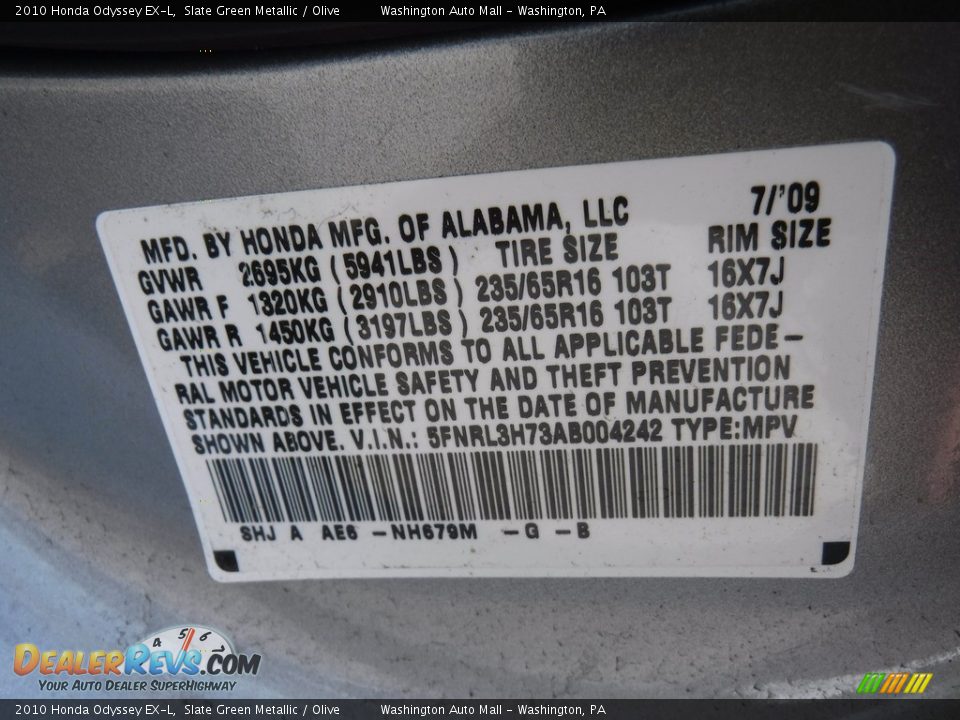 2010 Honda Odyssey EX-L, Slate Green Metallic / Olive Washington Auto Mall - Washington, PA
MFD. BY HONDA MFG. OF ALABAMA, LLC 7/'09
GVWR 2695KG (5941LBS) TIRE SIZE RIM SIZE
GAWR F 1320KG (2910LBS) 235/65R16 103T 16X7J
GAWR R 1450KG (3197LBS) 235/65R16 103T 16X7J
THIS VEHICLE CONFORMS TO ALL APPLICABLE FEDE-
RAL MOTOR VEHICLE SAFETY AND THEFT PREVENTION
STANDARDS IN EFFECT ON THE DATE OF MANUFACTURE
SHOWN ABOVE. V.I.N.: 5FNRL3H73AB004242 TYPE:MPV
SHJ A AE6 -NH679M -G -B
4 5 6 7
DEALERREVS.COM
YOUR AUTO DEALER SUPERHIGHWAY
2010 Honda Odyssey EX-L, Slate Green Metallic / Olive Washington Auto Mall - Washington, PA